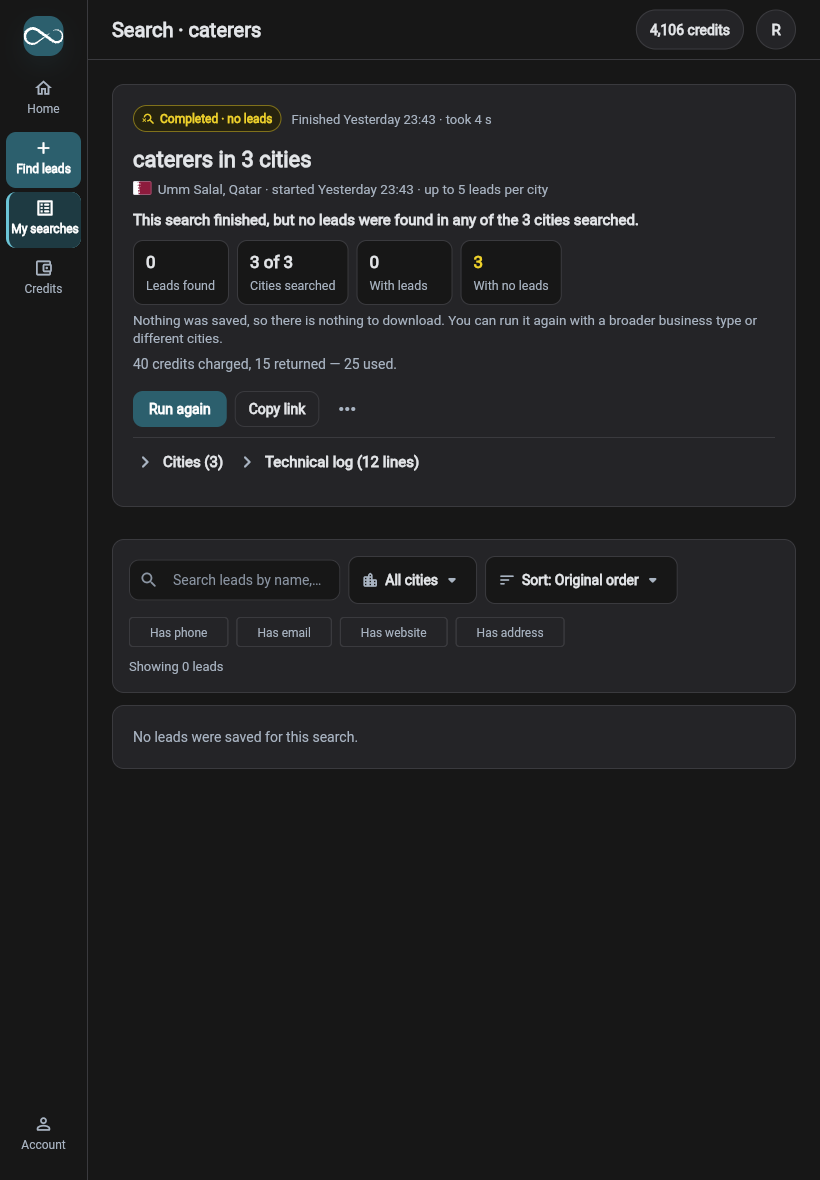 Search · caterers
4,106 credits
R
Home
Find leads
My searches
Credits
Account
Completed · no leads
Finished Yesterday 23:43 · took 4 s
caterers in 3 cities
Umm Salal, Qatar · started Yesterday 23:43 · up to 5 leads per city
This search finished, but no leads were found in any of the 3 cities searched.
0
Leads found
3 of 3
Cities searched
0
With leads
3
With no leads
Nothing was saved, so there is nothing to download. You can run it again with a broader business type or
different cities.
40 credits charged, 15 returned — 25 used.
Run again
Copy link
Cities (3)
Technical log (12 lines)
Search leads by name,...
All cities
Sort: Original order
Has phone
Has email
Has website
Has address
Showing 0 leads
No leads were saved for this search.